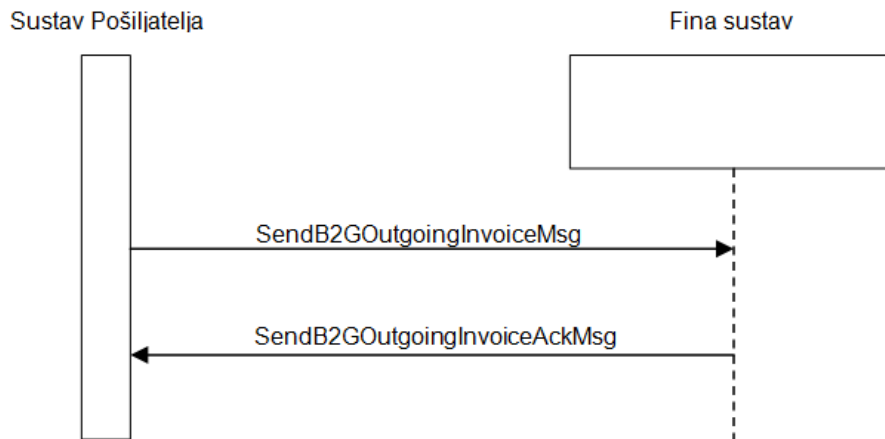 Sustav Pošiljatelja
Fina sustav
SendB2GOutgoingInvoiceMsg
SendB2GOutgoingInvoiceAckMsg